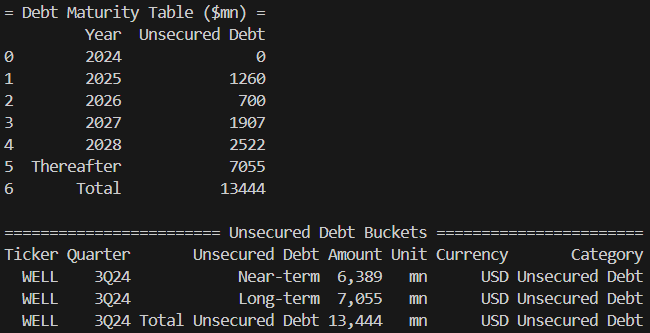 = Debt Maturity Table ($mn) =
Year Unsecured Debt
0 2024 0
1 2025 1260
2 2026 700
3 2027 1907
4 2028 2522
5 Thereafter 7055
6 Total 13444
======================== Unsecured Debt Buckets =======================
Ticker Quarter Unsecured Debt Amount Unit Currency Category
WELL 3Q24 Near-term 6,389 mn USD Unsecured Debt
WELL 3Q24 Long-term 7,055 mn USD Unsecured Debt
WELL 3Q24 Total Unsecured Debt 13,444 mn USD Unsecured Debt